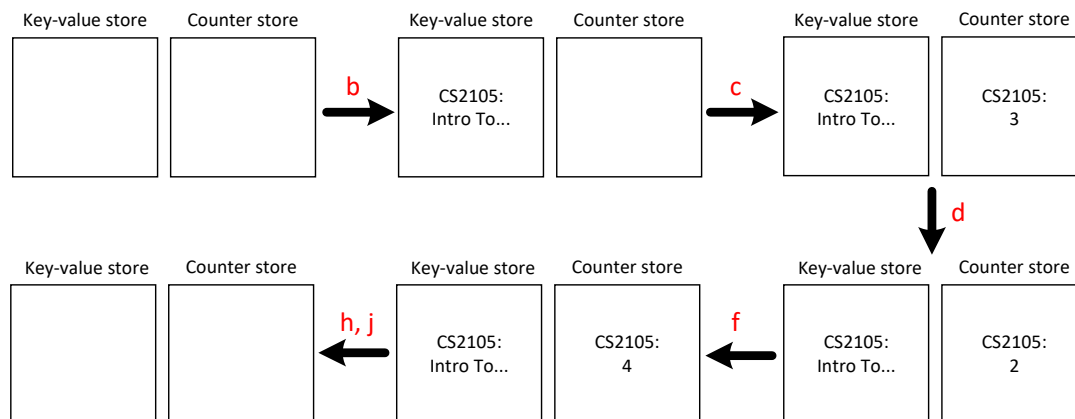 Key-value store
Counter store
Key-value store
Counter store
Key-value store
Counter store
b
CS2105:
Intro To...
c
CS2105:
Intro To...
CS2105:
3
d
Key-value store
Counter store
Key-value store
Counter store
Key-value store
Counter store
h, j
CS2105:
Intro To...
CS2105:
4
f
CS2105:
Intro To...
CS2105:
2